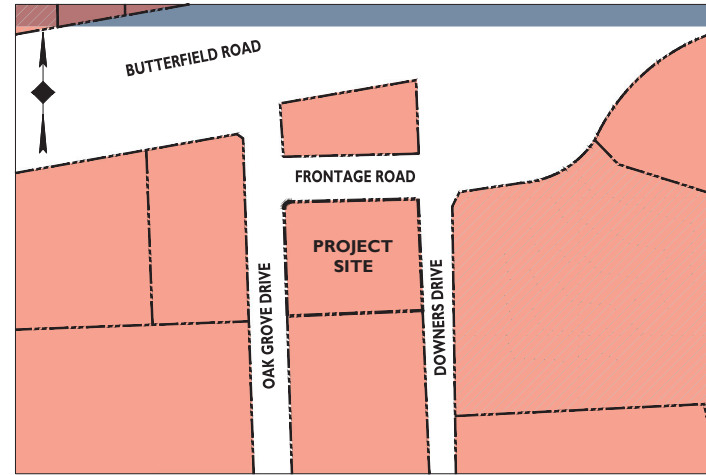 BUTTERFIELD ROAD
FRONTAGE ROAD
PROJECT
SITE
OAK GROVE DRIVE
DOWNERS DRIVE